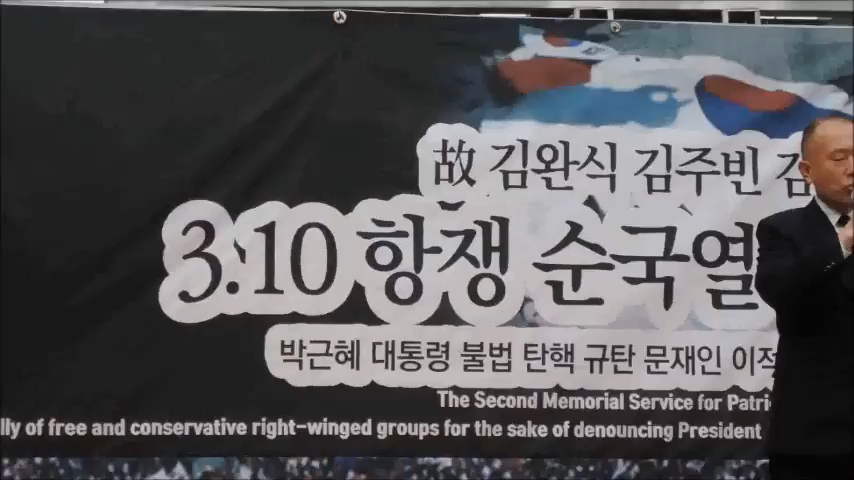 故 김완식 김주빈 김
3.10 항쟁 순국열
박근혜 대통령 불법 탄핵 규탄 문재인 이적
The Second Memorial Service for Patri
lly of free and conservative right-winged groups for the sake of denouncing President